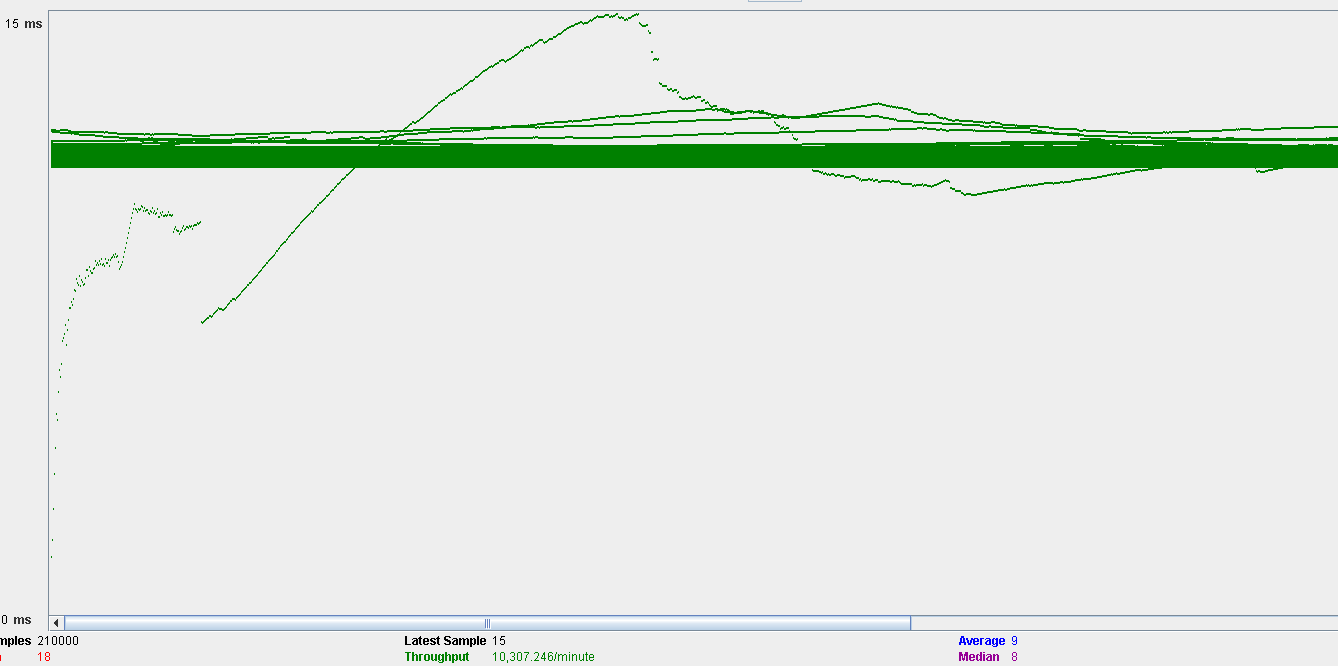 15 ms
0 ms
mples 210000 Latest Sample 15 Average 9
18 Throughput 10,307.246/minute Median 8